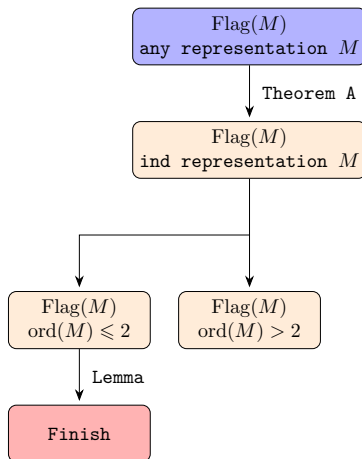 Flag(M)
any representation M
Theorem A
Flag(M)
ind representation M
Flag(M)
ord(M) ⩽ 2
Flag(M)
ord(M) > 2
Lemma
Finish